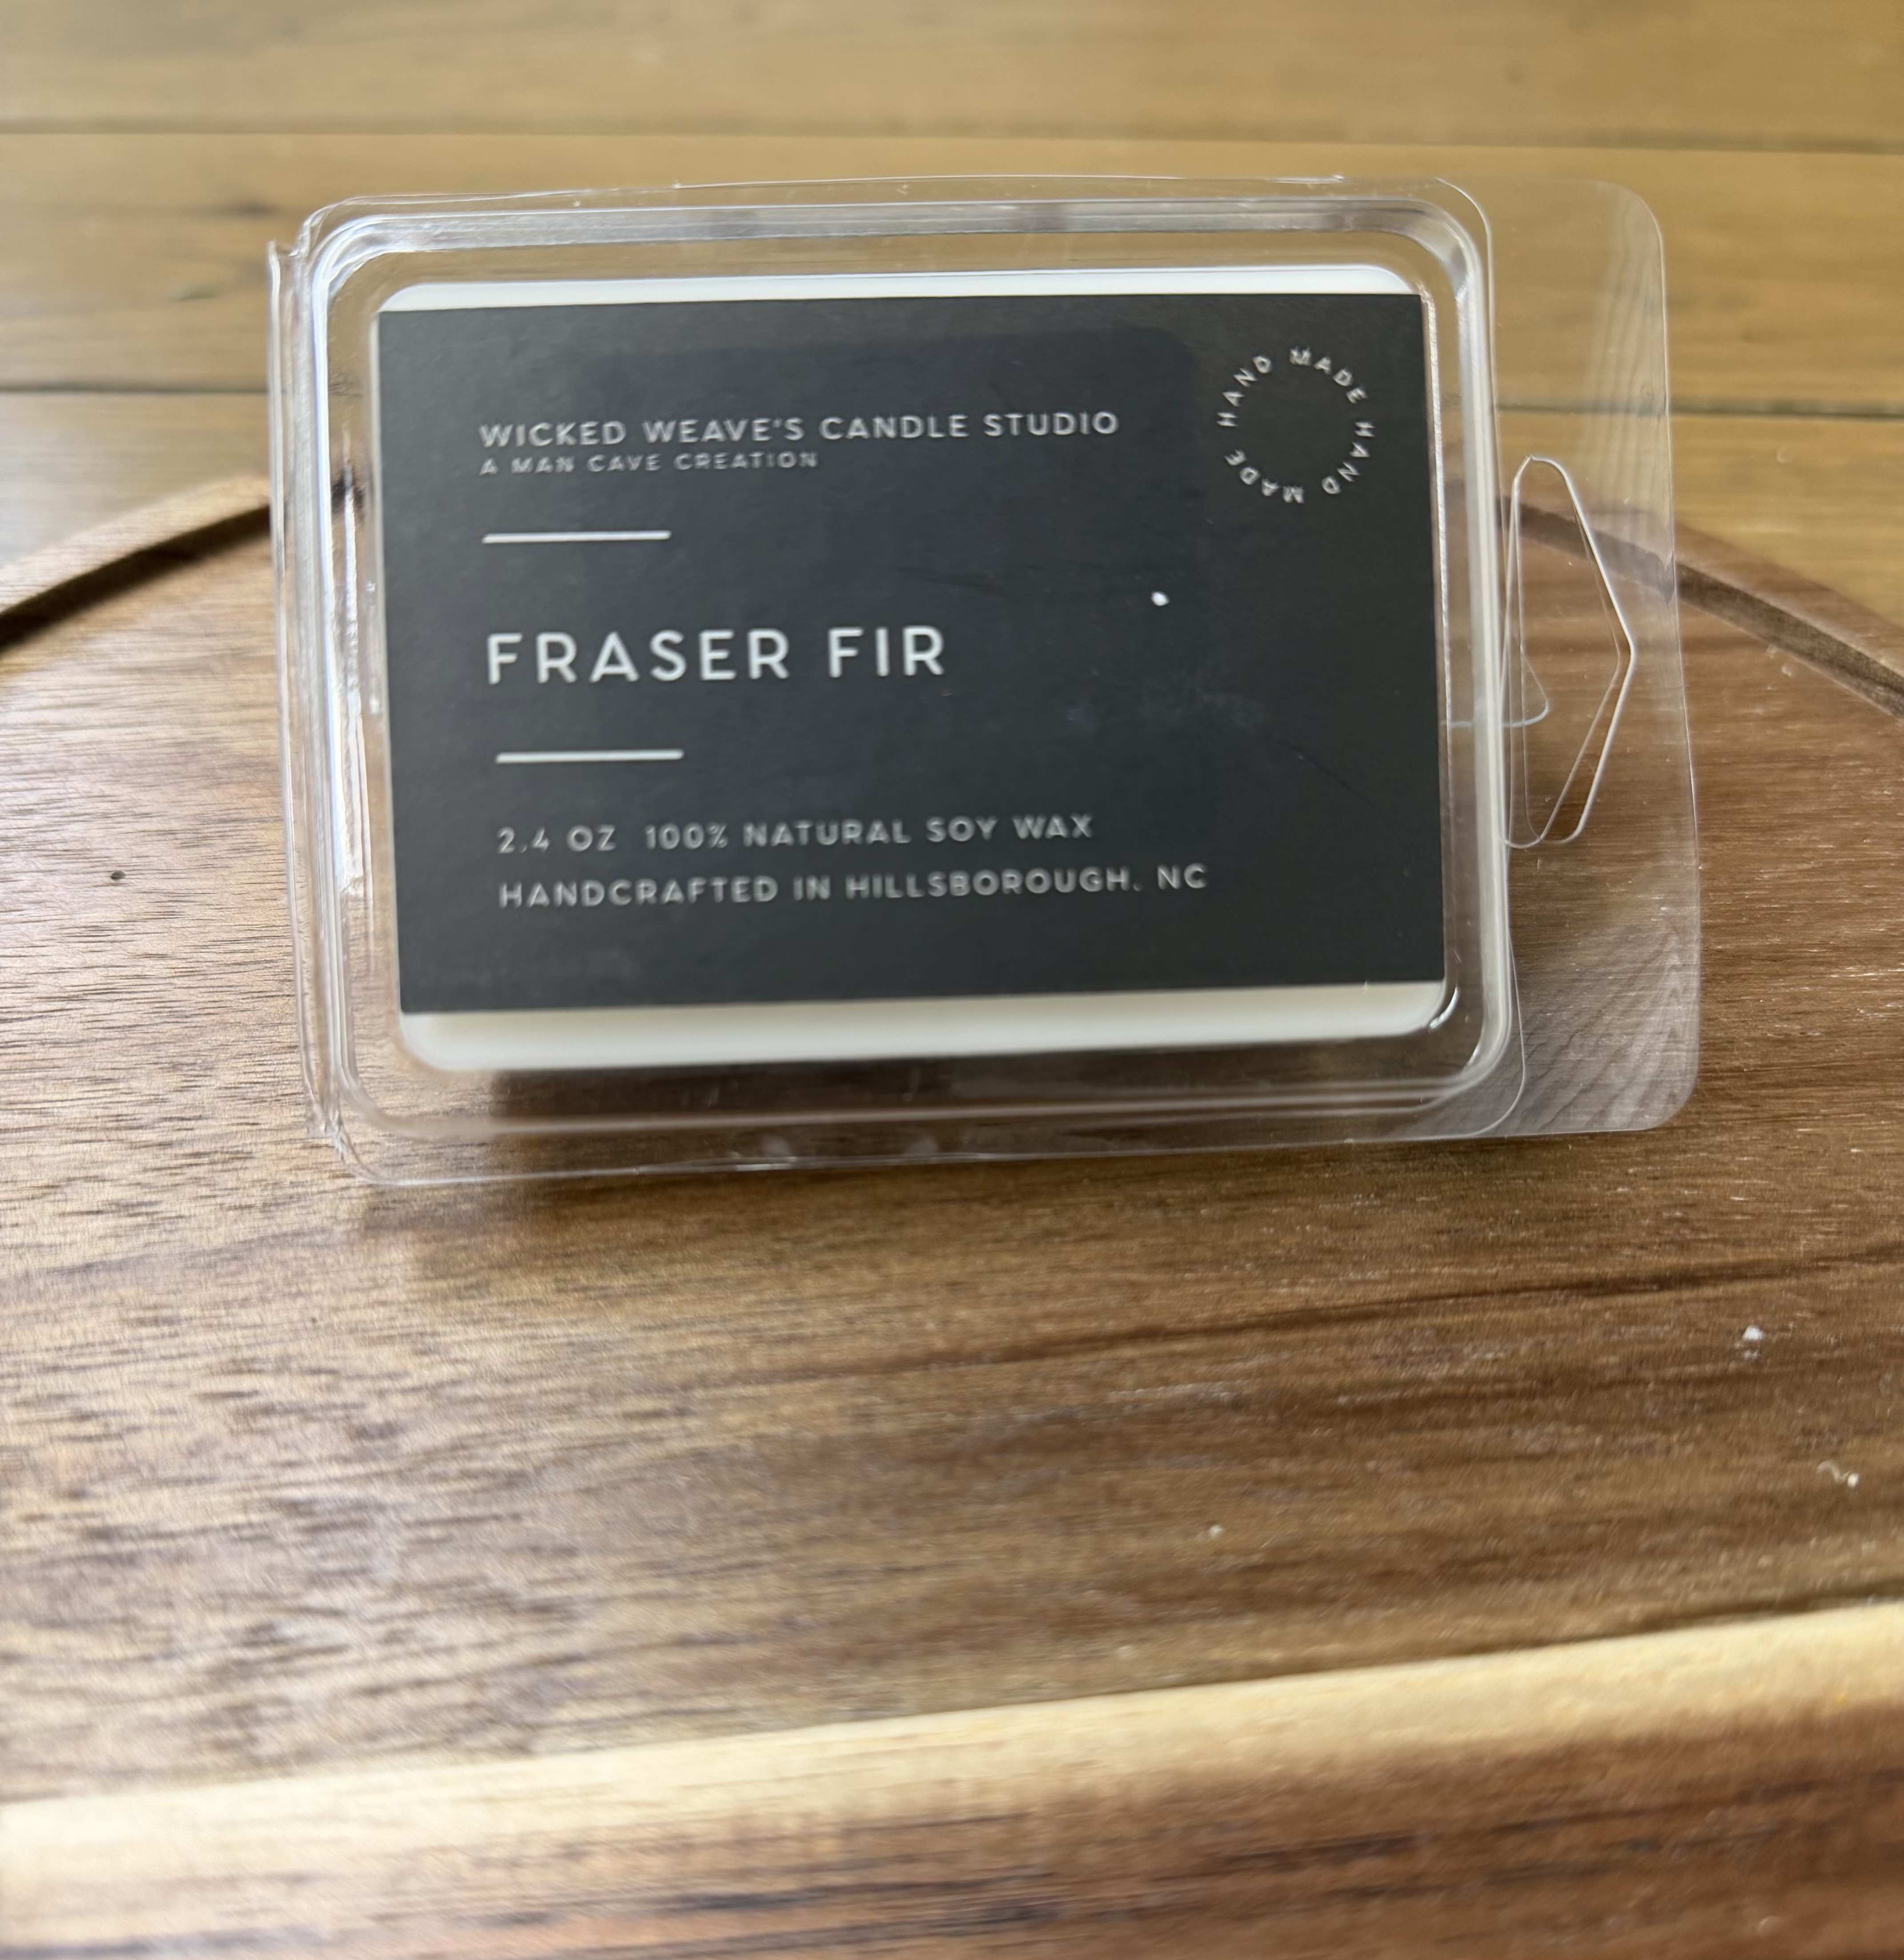 WICKED WEAVE'S CANDLE STUDIO
A MAN CAVE CREATION
HAND MADE HAND MADE
FRASER FIR
2.4 OZ 100% NATURAL SOY WAX
HANDCRAFTED IN HILLSBOROUGH, NC